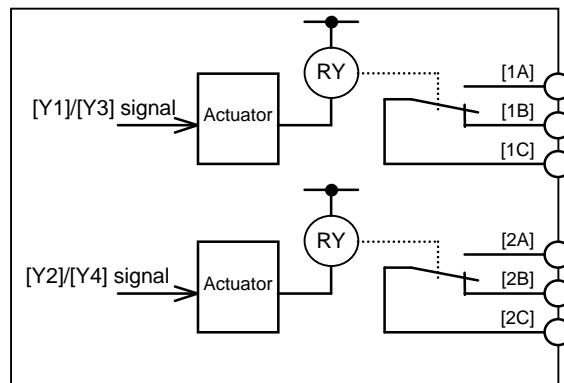 RY
[1A]
[Y1]/[Y3] signal
Actuator
[1B]
[1C]
RY
[2A]
[Y2]/[Y4] signal
Actuator
[2B]
[2C]